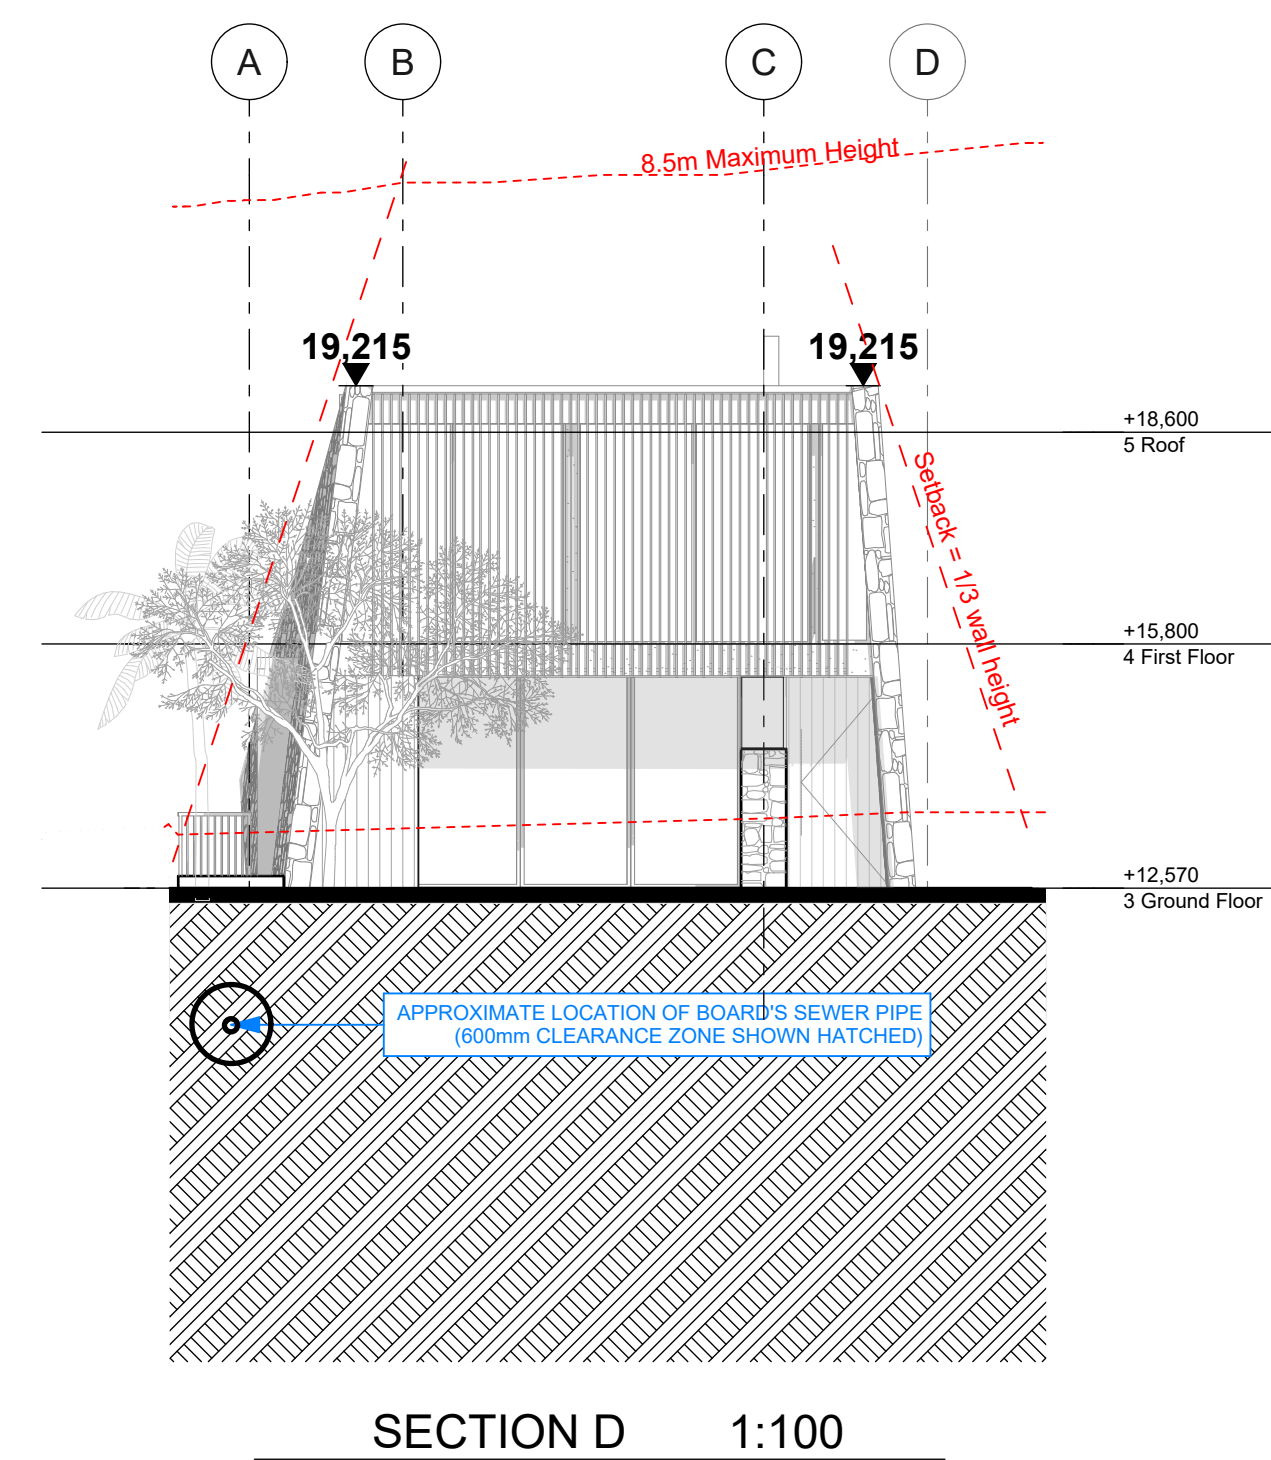 A
B
C
D
8.5m Maximum Height
19,215
19,215
+18,600
5 Roof
Setback = 1/3 wall height
+15,800
4 First Floor
+12,570
3 Ground Floor
APPROXIMATE LOCATION OF BOARD'S SEWER PIPE
(600mm CLEARANCE ZONE SHOWN HATCHED)
SECTION D 1:100